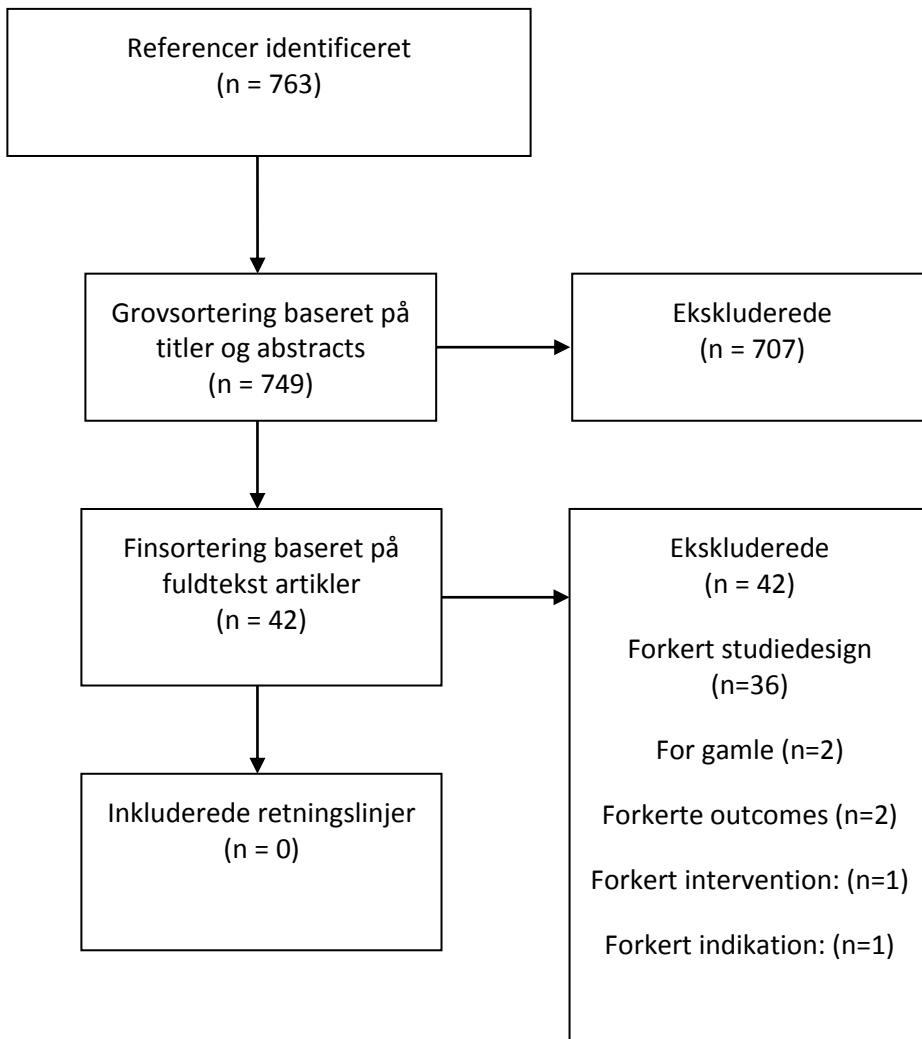 Referencer identificeret
(n = 763)
Grovsortering baseret på
titler og abstracts
(n = 749)
Ekskluderede
(n = 707)
Finsortering baseret på
fuldtekst artikler
(n = 42)
Ekskluderede
(n = 42)
Forkert studiedesign
(n=36)
For gamle (n=2)
Forkerte outcomes (n=2)
Forkert intervention: (n=1)
Forkert indikation: (n=1)
Inkluderede retningslinjer
(n = 0)